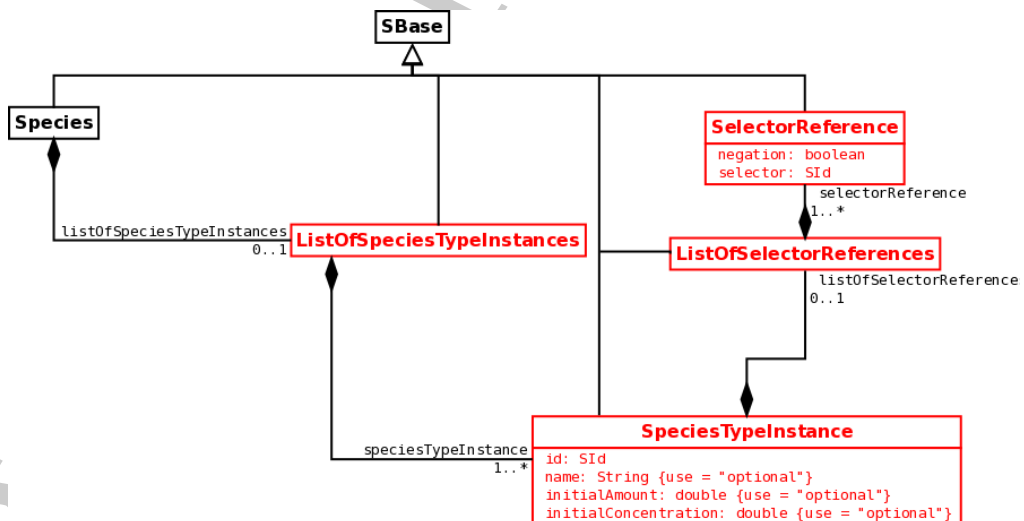 SBase
Species
SelectorReference
negation: boolean
selector: SId
selectorReference
1..*
listOfSpeciesTypeInstances
0..1
ListOfSpeciesTypeInstances
ListOfSelectorReferences
listOfSelectorReferences
0..1
SpeciesTypeInstance
speciesTypeInstance
1..*
id: SId
name: String {use = "optional"}
initialAmount: double {use = "optional"}
initialConcentration: double {use = "optional"}